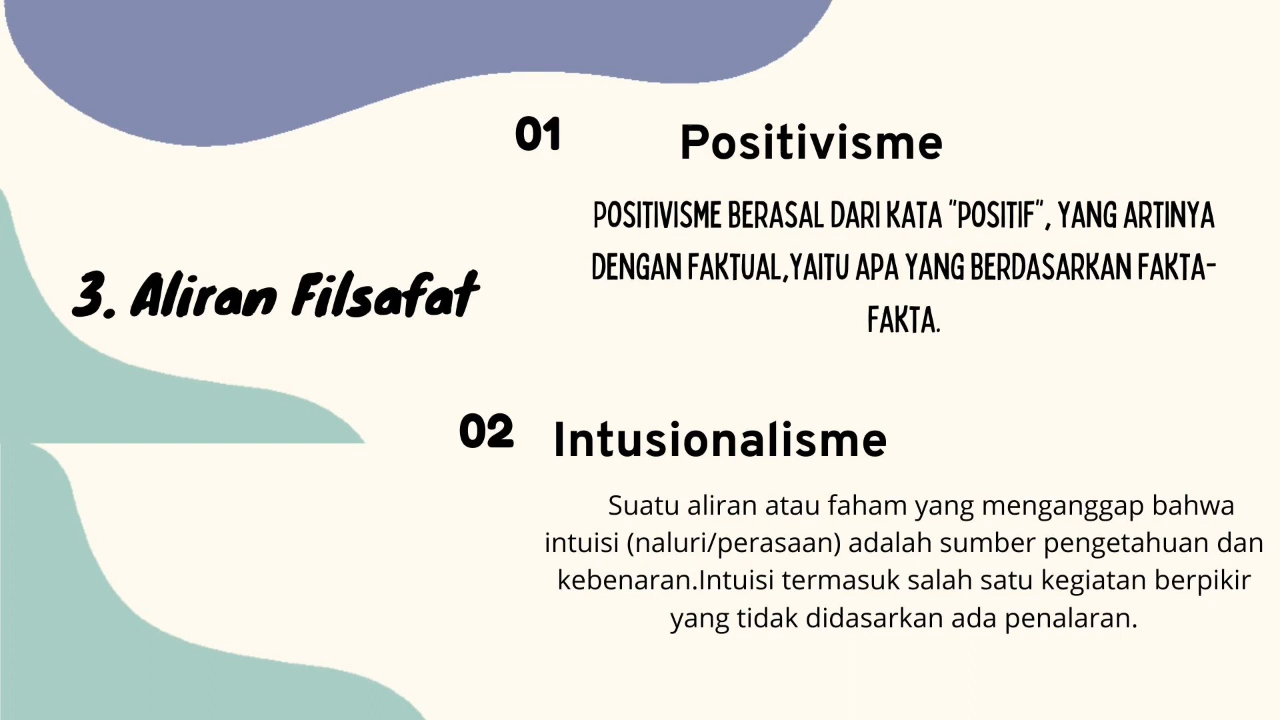 3. Aliran Filsafat
01
Positivisme
POSITIVISME BERASAL DARI KATA "POSITIF", YANG ARTINYA
DENGAN FAKTUAL,YAITU APA YANG BERDASARKAN FAKTA-
FAKTA.
02
Intusionalisme
Suatu aliran atau faham yang menganggap bahwa
intuisi (naluri/perasaan) adalah sumber pengetahuan dan
kebenaran.Intuisi termasuk salah satu kegiatan berpikir
yang tidak didasarkan ada penalaran.